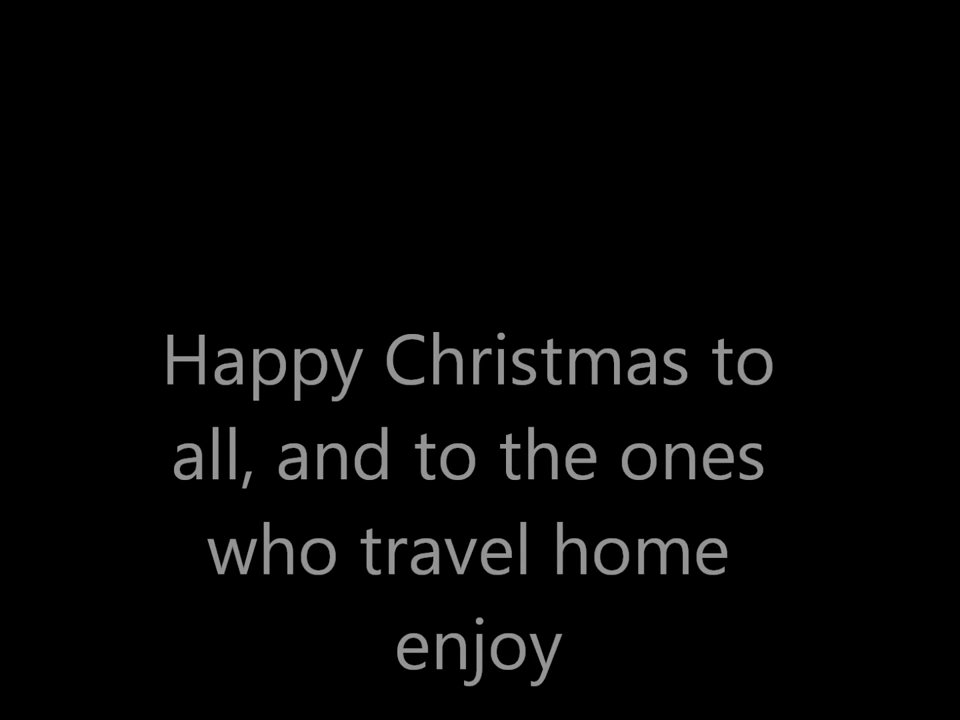 Happy Christmas to
all, and to the ones
who travel home
enjoy